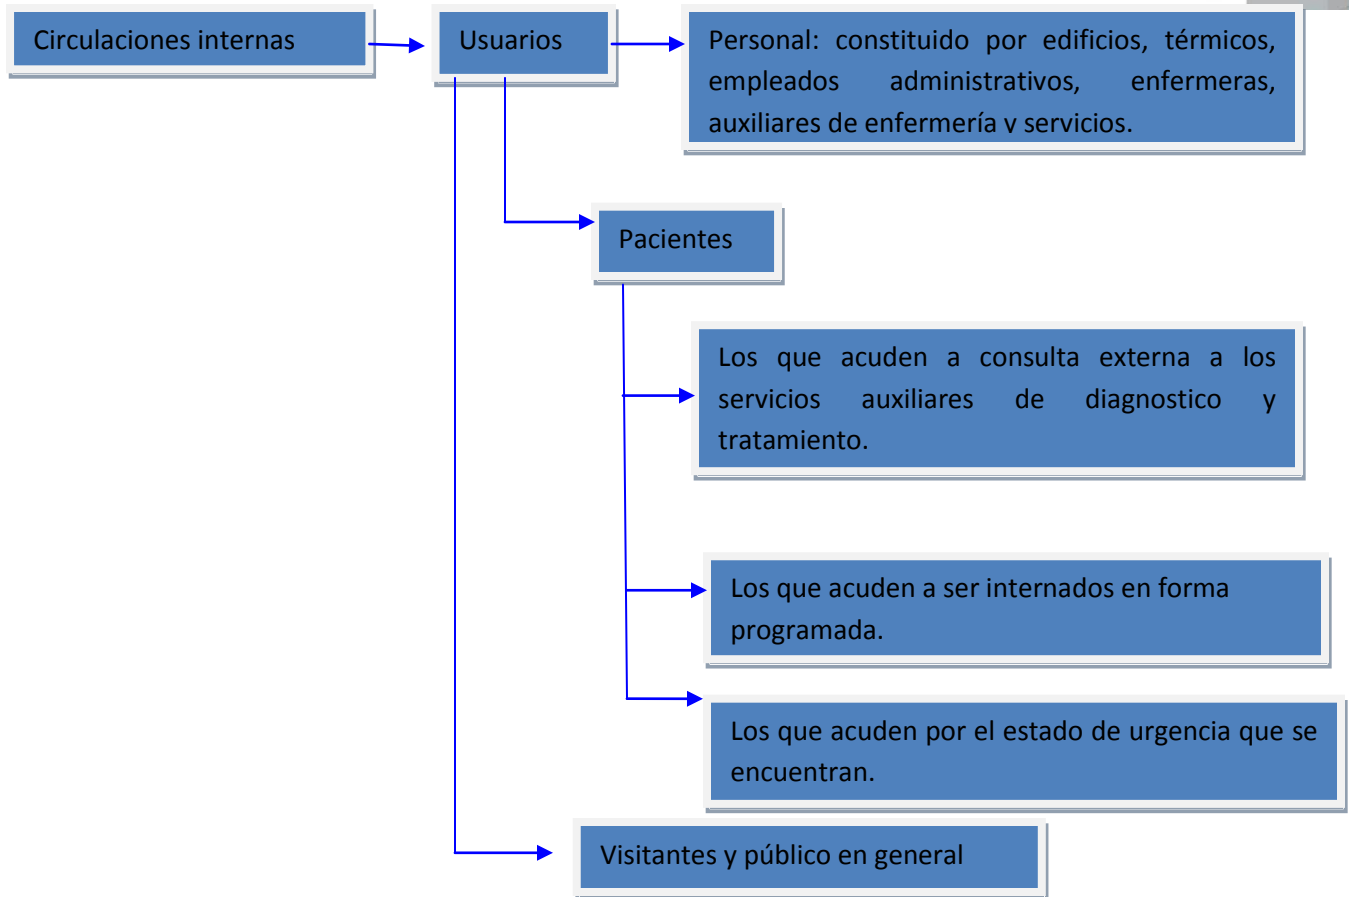 Circulaciones internas
Usuarios
Personal: constituido por edificios, térmicos,
empleados administrativos, enfermeras,
auxiliares de enfermería y servicios.
Pacientes
Los que acuden a consulta externa a los
servicios auxiliares de diagnostico y
tratamiento.
Los que acuden a ser internados en forma
programada.
Los que acuden por el estado de urgencia que se
encuentran.
Visitantes y público en general